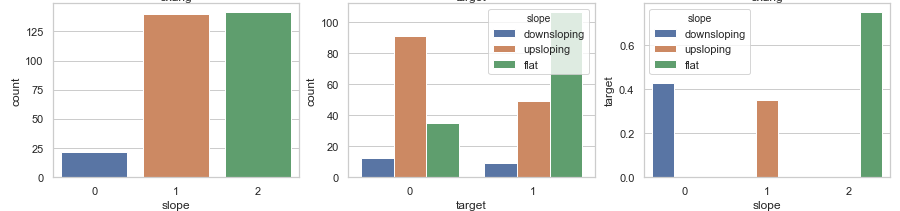 125
100
75
50
25
0
count
0 1 2
slope
100
80
60
40
20
0
count
slope
downsloping
upsloping
flat
0 1
target
0.6
0.4
0.2
0.0
target
slope
downsloping
upsloping
flat
0 1 2
slope